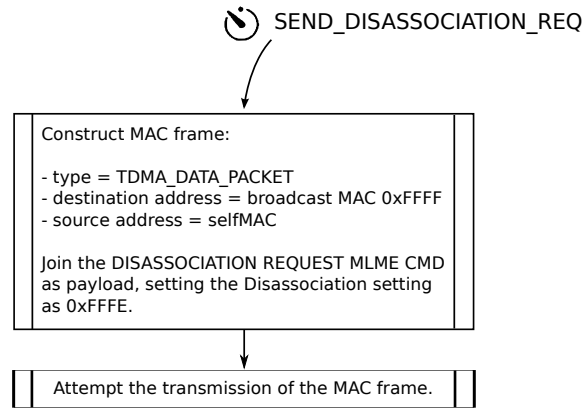 SEND_DISASSOCIATION_REQ
Construct MAC frame:
- type = TDMA_DATA_PACKET
- destination address = broadcast MAC 0xFFFF
- source address = selfMAC
Join the DISASSOCIATION REQUEST MLME CMD
as payload, setting the Disassociation setting
as 0xFFFE.
Attempt the transmission of the MAC frame.